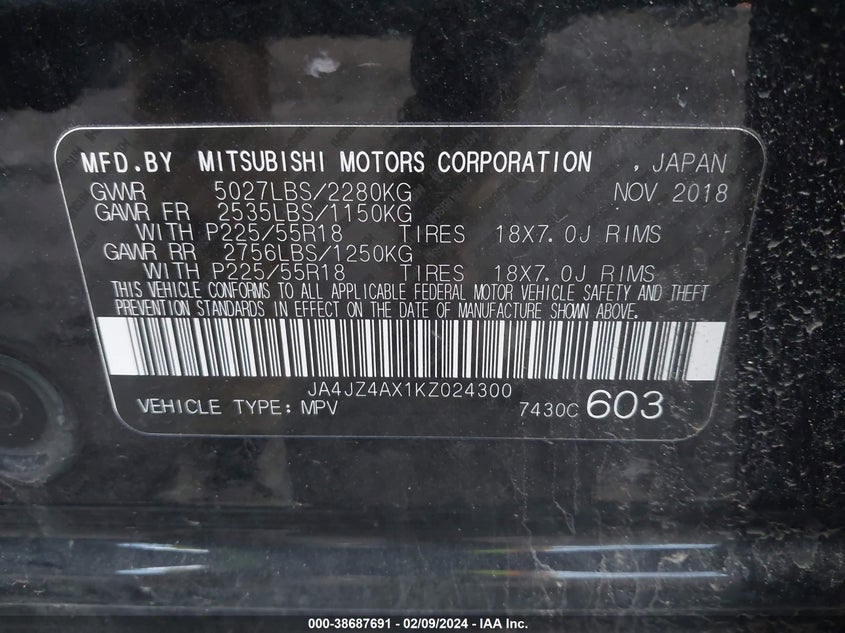 MFD.BY MITSUBISHI MOTORS CORPORATION , JAPAN
GVWR 5027LBS/2280KG NOV 2018
GAWR FR 2535LBS/1150KG
WITH P225/55R18 TIRES 18X7.0J RIMS
GAWR RR 2756LBS/1250KG
WITH P225/55R18 TIRES 18X7.0J RIMS
THIS VEHICLE CONFORMS TO ALL APPLICABLE FEDERAL MOTOR VEHICLE SAFETY AND THEFT
PREVENTION STANDARDS IN EFFECT ON THE DATE OF MANUFACTURE SHOWN ABOVE.
JA4JZ4AX1KZ024300
VEHICLE TYPE: MPV 7430C 603
000-38687691 - 02/09/2024 - IAA Inc.